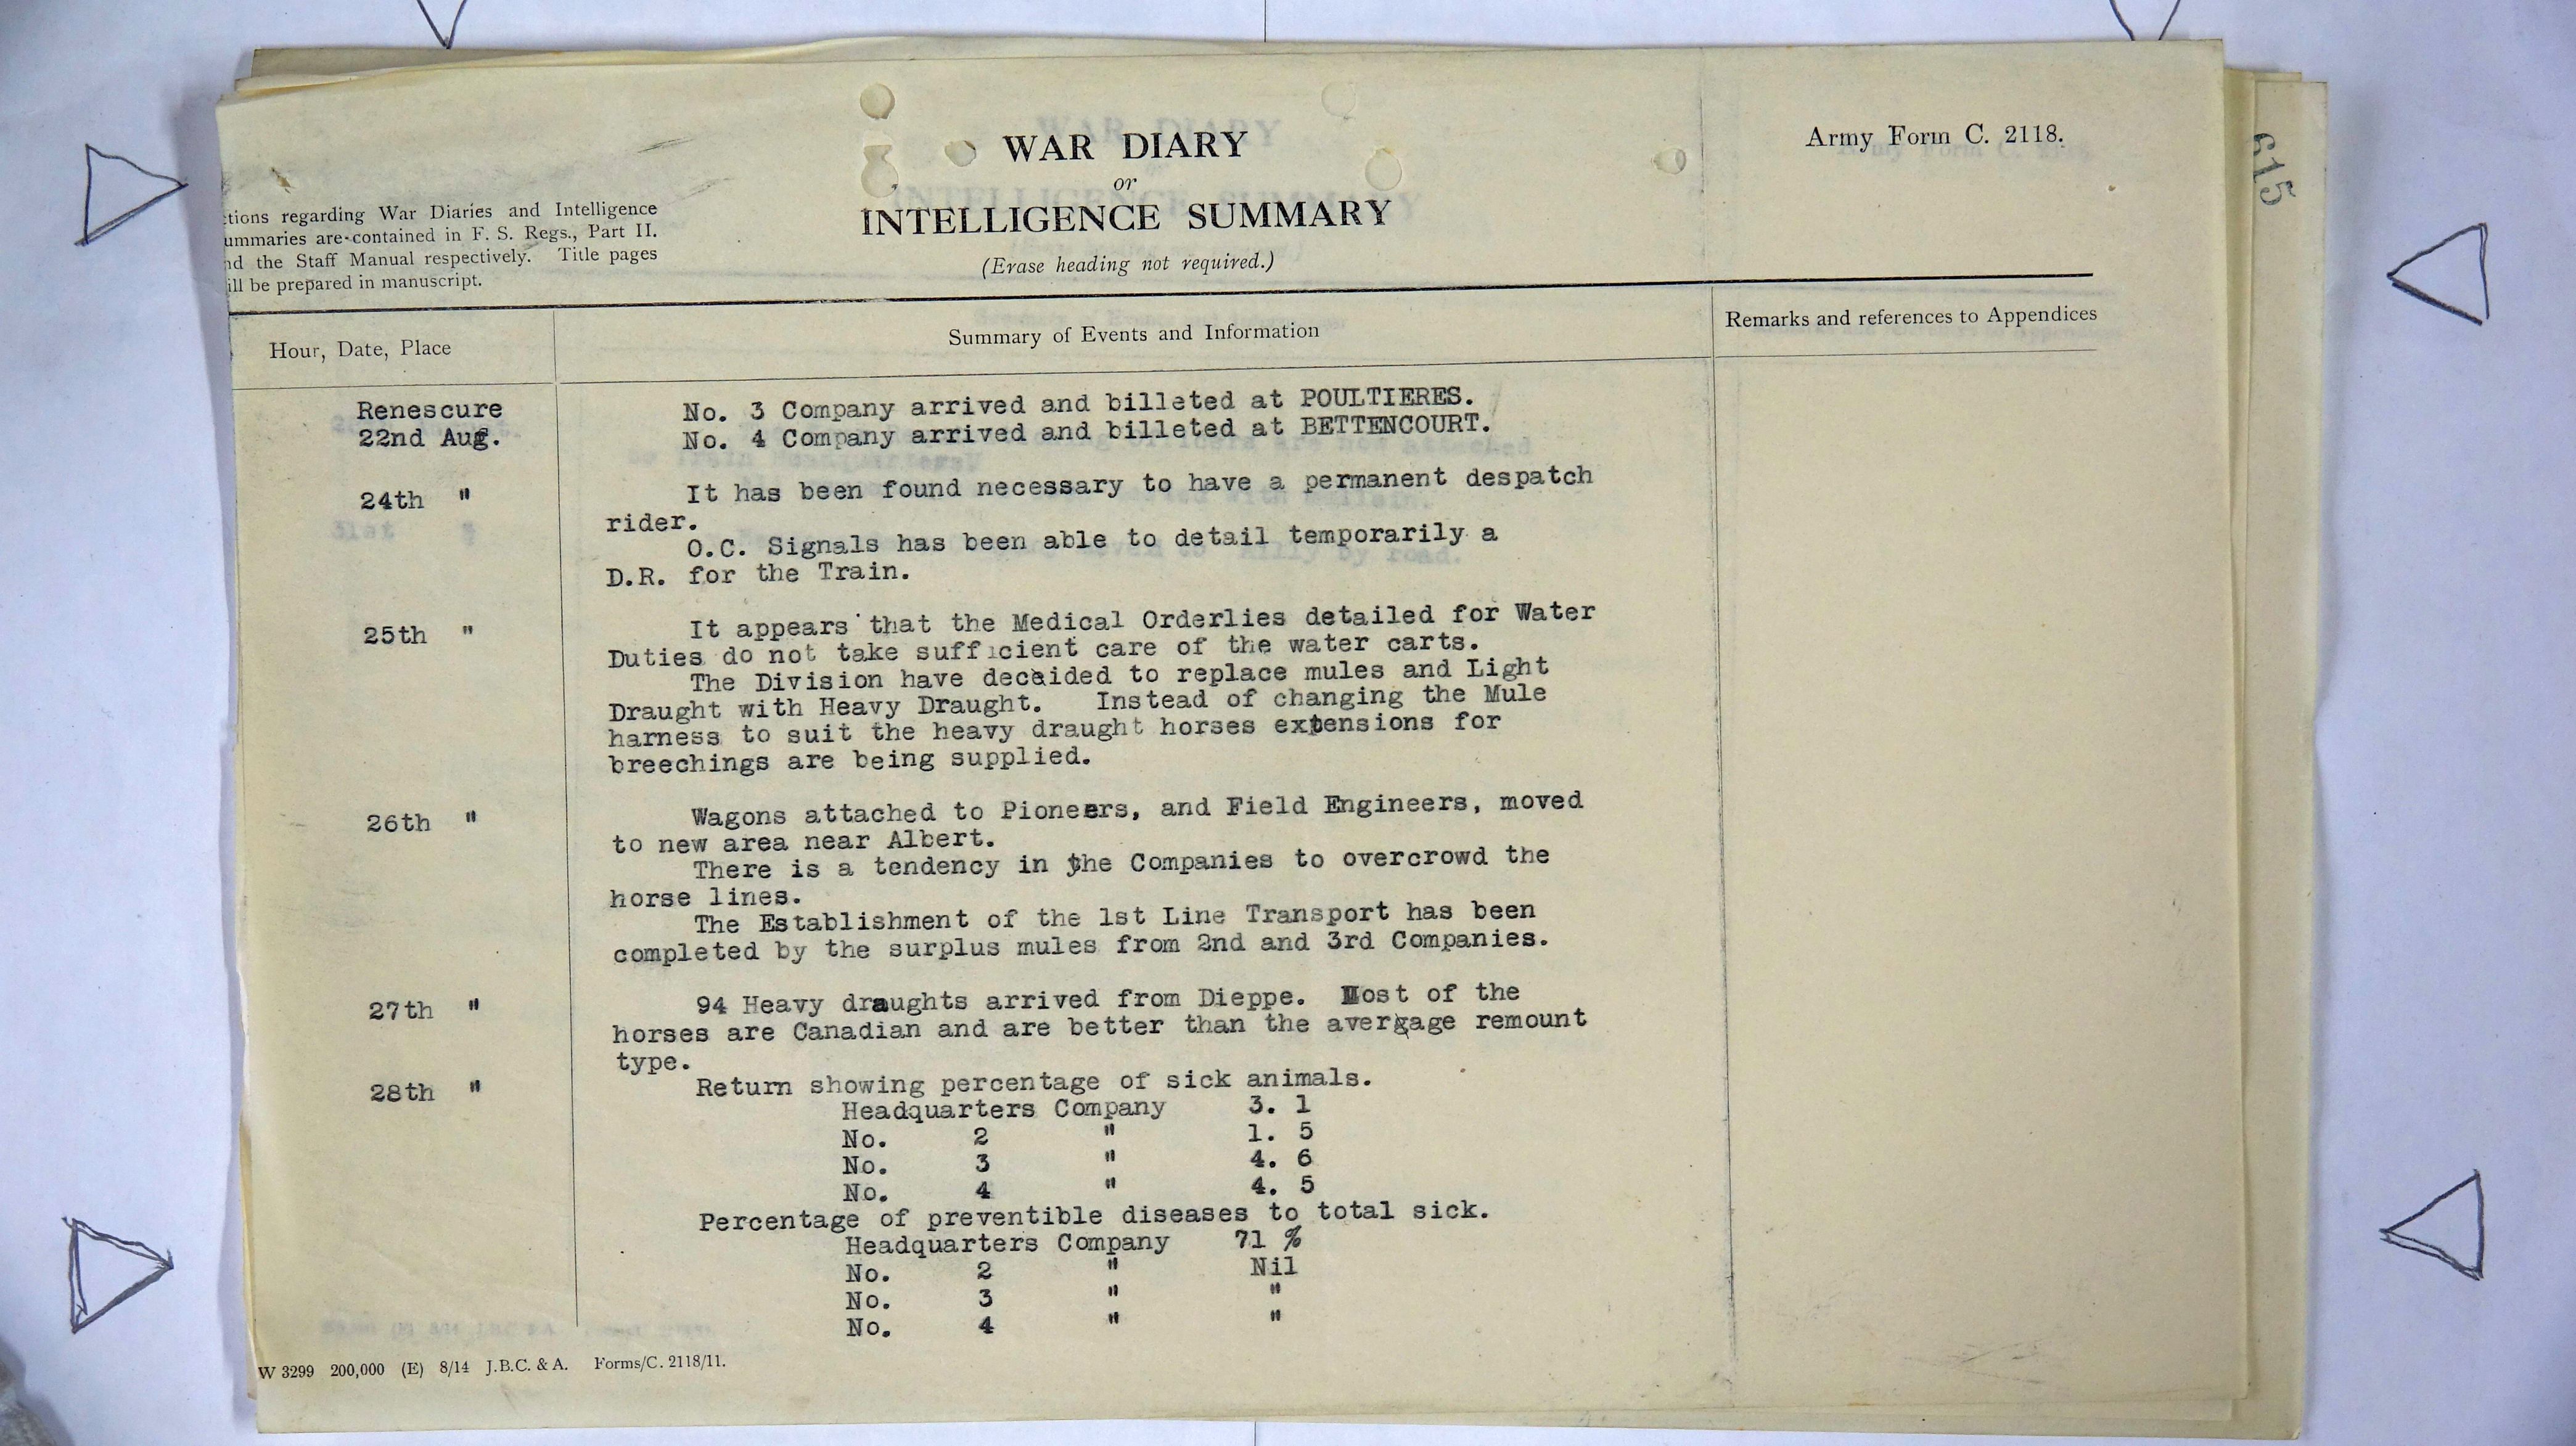 WAR DIARY
or
INTELLIGENCE SUMMARY
(Erase heading not required.)
Army Form C. 2118.
615
tions regarding War Diaries and Intelligence
ummaries are contained in F. S. Regs., Part II.
nd the Staff Manual respectively. Title pages
ill be prepared in manuscript.
Hour, Date, Place
Summary of Events and Information
Remarks and references to Appendices
Renescure
22nd Aug.
No. 3 Company arrived and billeted at POULTIERES.
No. 4 Company arrived and billeted at BETTENCOURT.
24th "
It has been found necessary to have a permanent despatch
rider.
O.C. Signals has been able to detail temporarily a
D.R. for the Train.
25th "
It appears that the Medical Orderlies detailed for Water
Duties do not take sufficient care of the water carts.
The Division have decided to replace mules and Light
Draught with Heavy Draught. Instead of changing the Mule
harness to suit the heavy draught horses extensions for
breechings are being supplied.
26th "
Wagons attached to Pioneers, and Field Engineers, moved
to new area near Albert.
There is a tendency in the Companies to overcrowd the
horse lines.
The Establishment of the 1st Line Transport has been
completed by the surplus mules from 2nd and 3rd Companies.
27th "
94 Heavy draughts arrived from Dieppe. Most of the
horses are Canadian and are better than the average remount
type.
28th "
Return showing percentage of sick animals.
Headquarters Company 3. 1
No. 2 " 1. 5
No. 3 " 4. 6
No. 4 " 4. 5
Percentage of preventible diseases to total sick.
Headquarters Company 71 %
No. 2 " Nil
No. 3 " "
No. 4 " "
W 3299 200,000 (E) 8/14 J.B.C. & A. Forms/C. 2118/11.